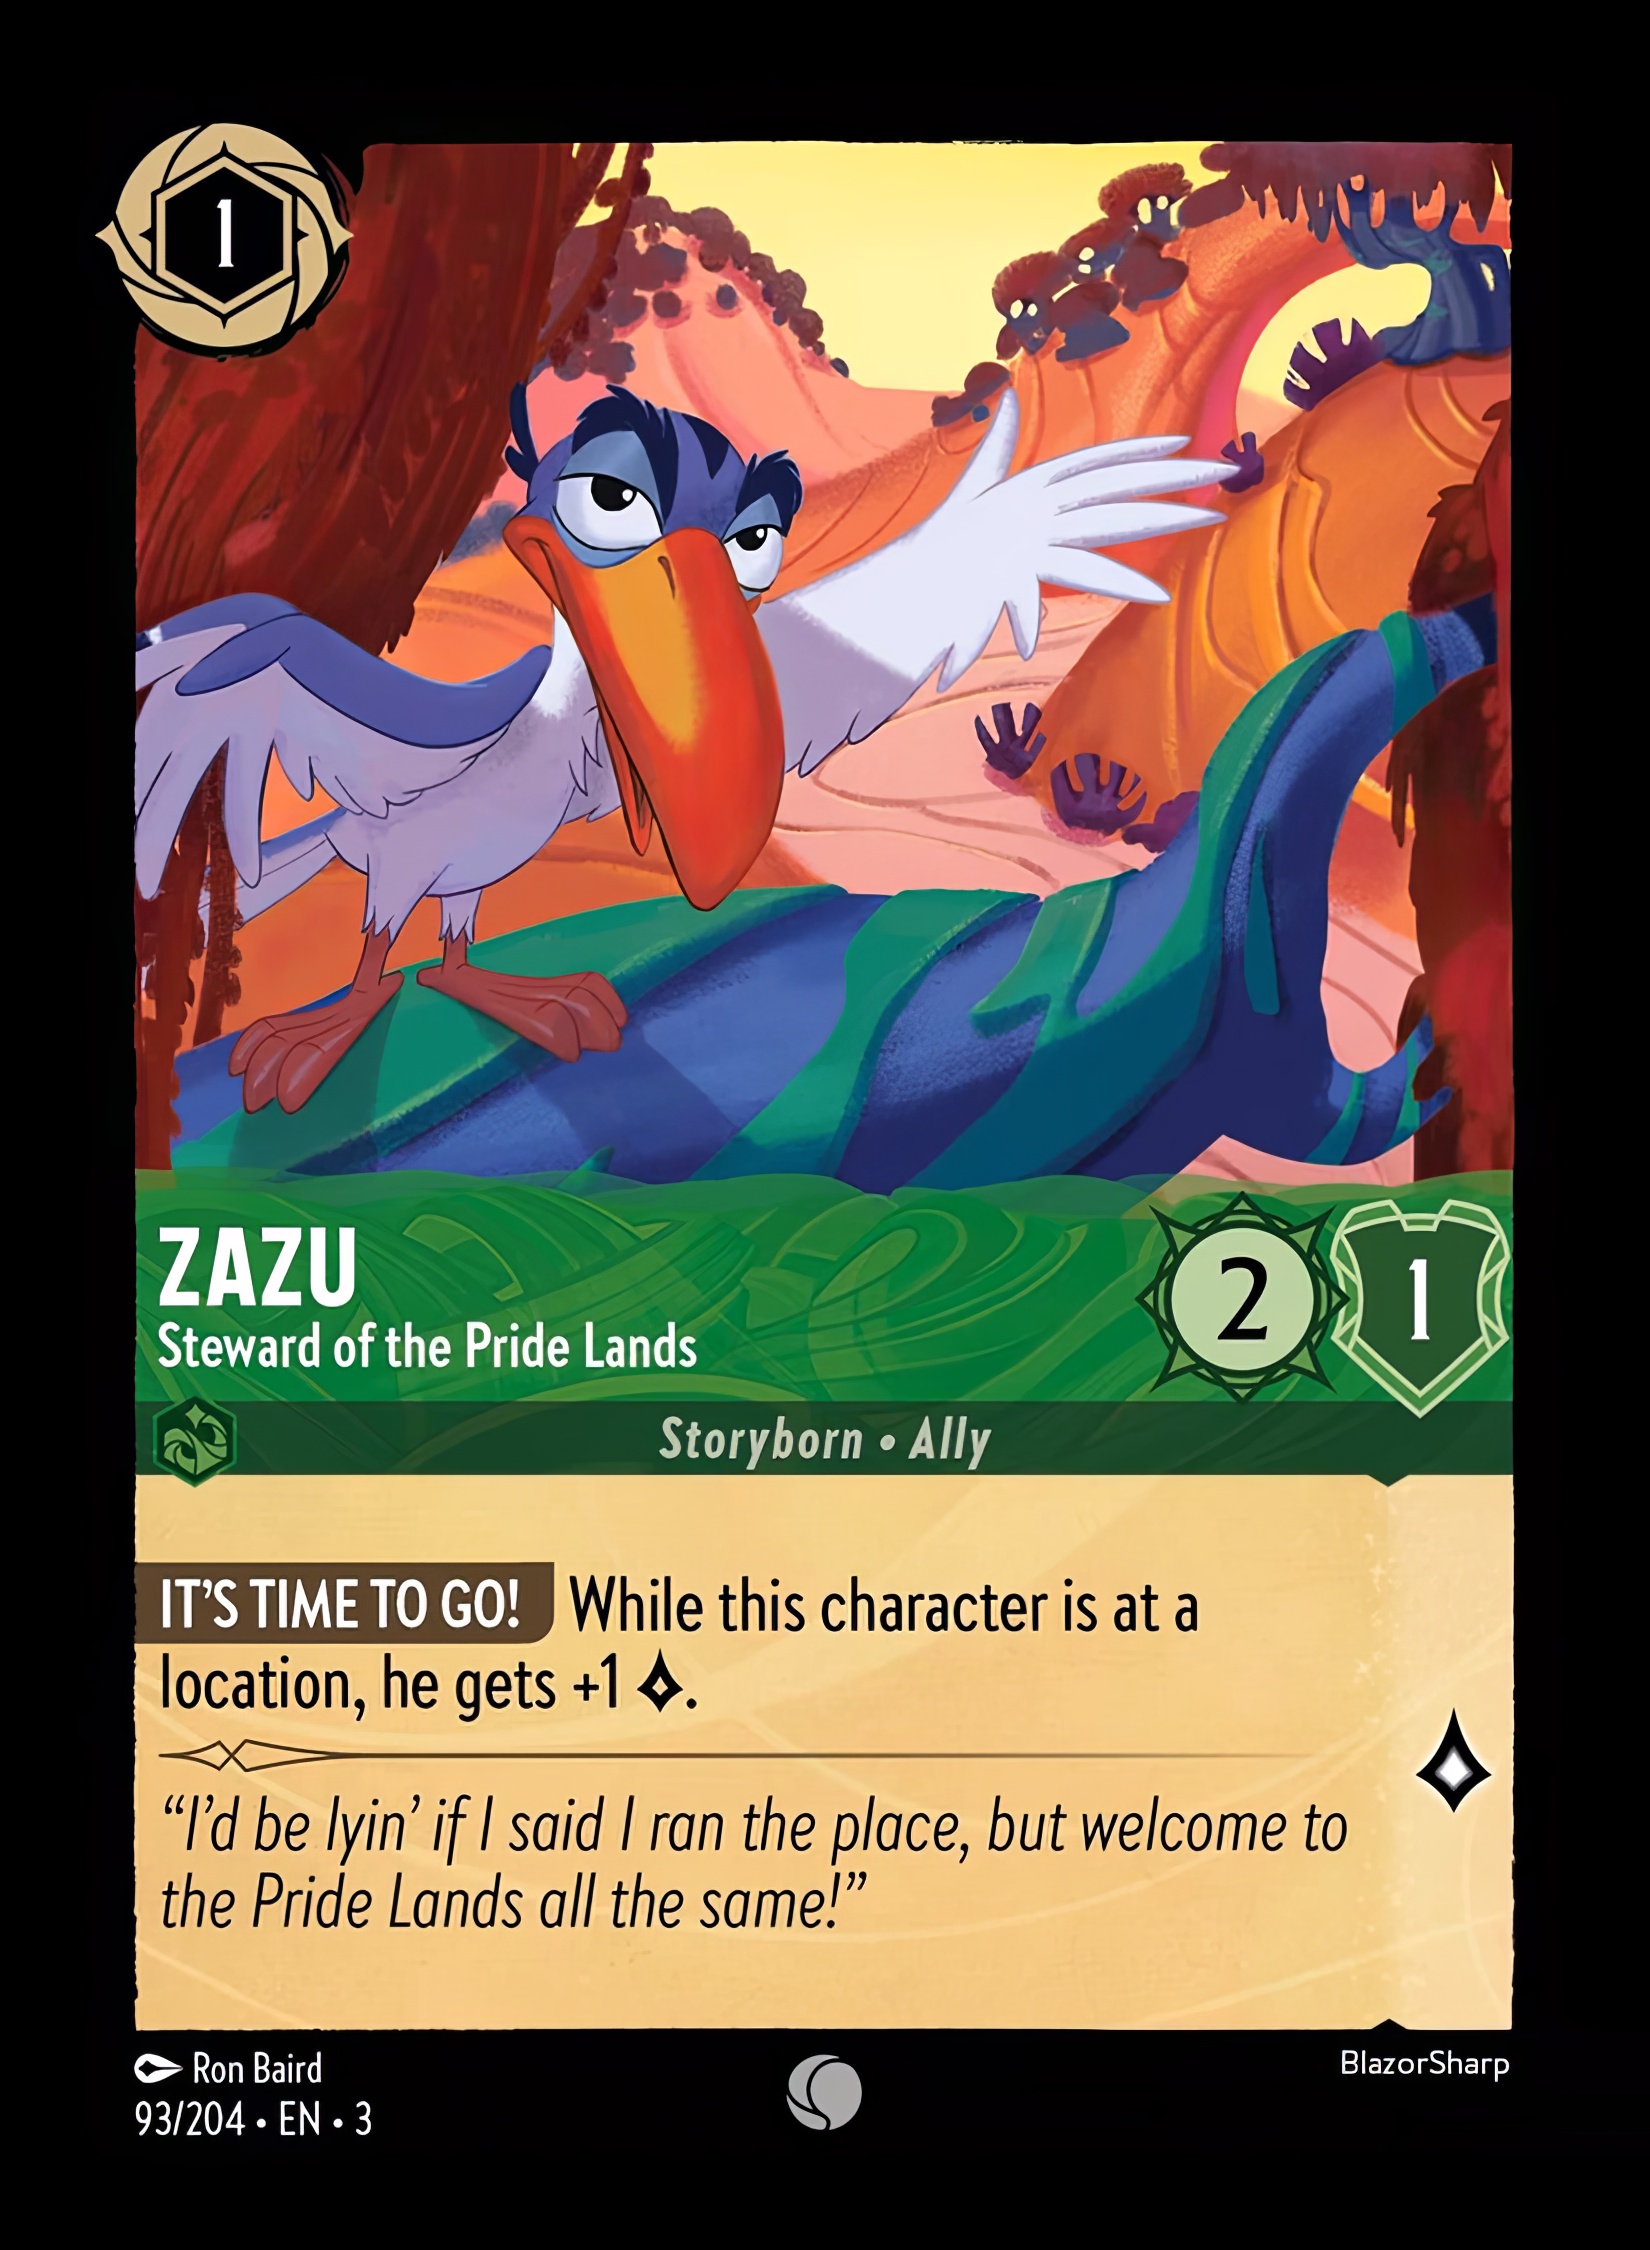 1
ZAZU
Steward of the Pride Lands
2
1
Storyborn • Ally
IT’S TIME TO GO! While this character is at a
location, he gets +1 .
“I’d be lyin’ if I said I ran the place, but welcome to
the Pride Lands all the same!”
Ron Baird
BlazorSharp
93/204 • EN • 3